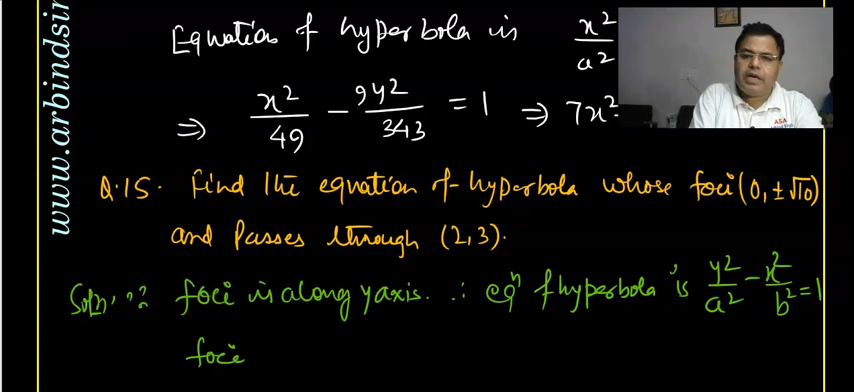 Equation of hyperbola is x²/a²
⇒ x²/49 - 9y²/343 = 1 ⇒ 7x²-
Q.15. Find the equation of hyperbola whose foci (0, ±√10)
and passes through (2,3).
Soln. ∵ foci is along y axis. ∴ eqⁿ of hyperbola is y²/a² - x²/b² = 1
foci
www.arbindsin
ASA